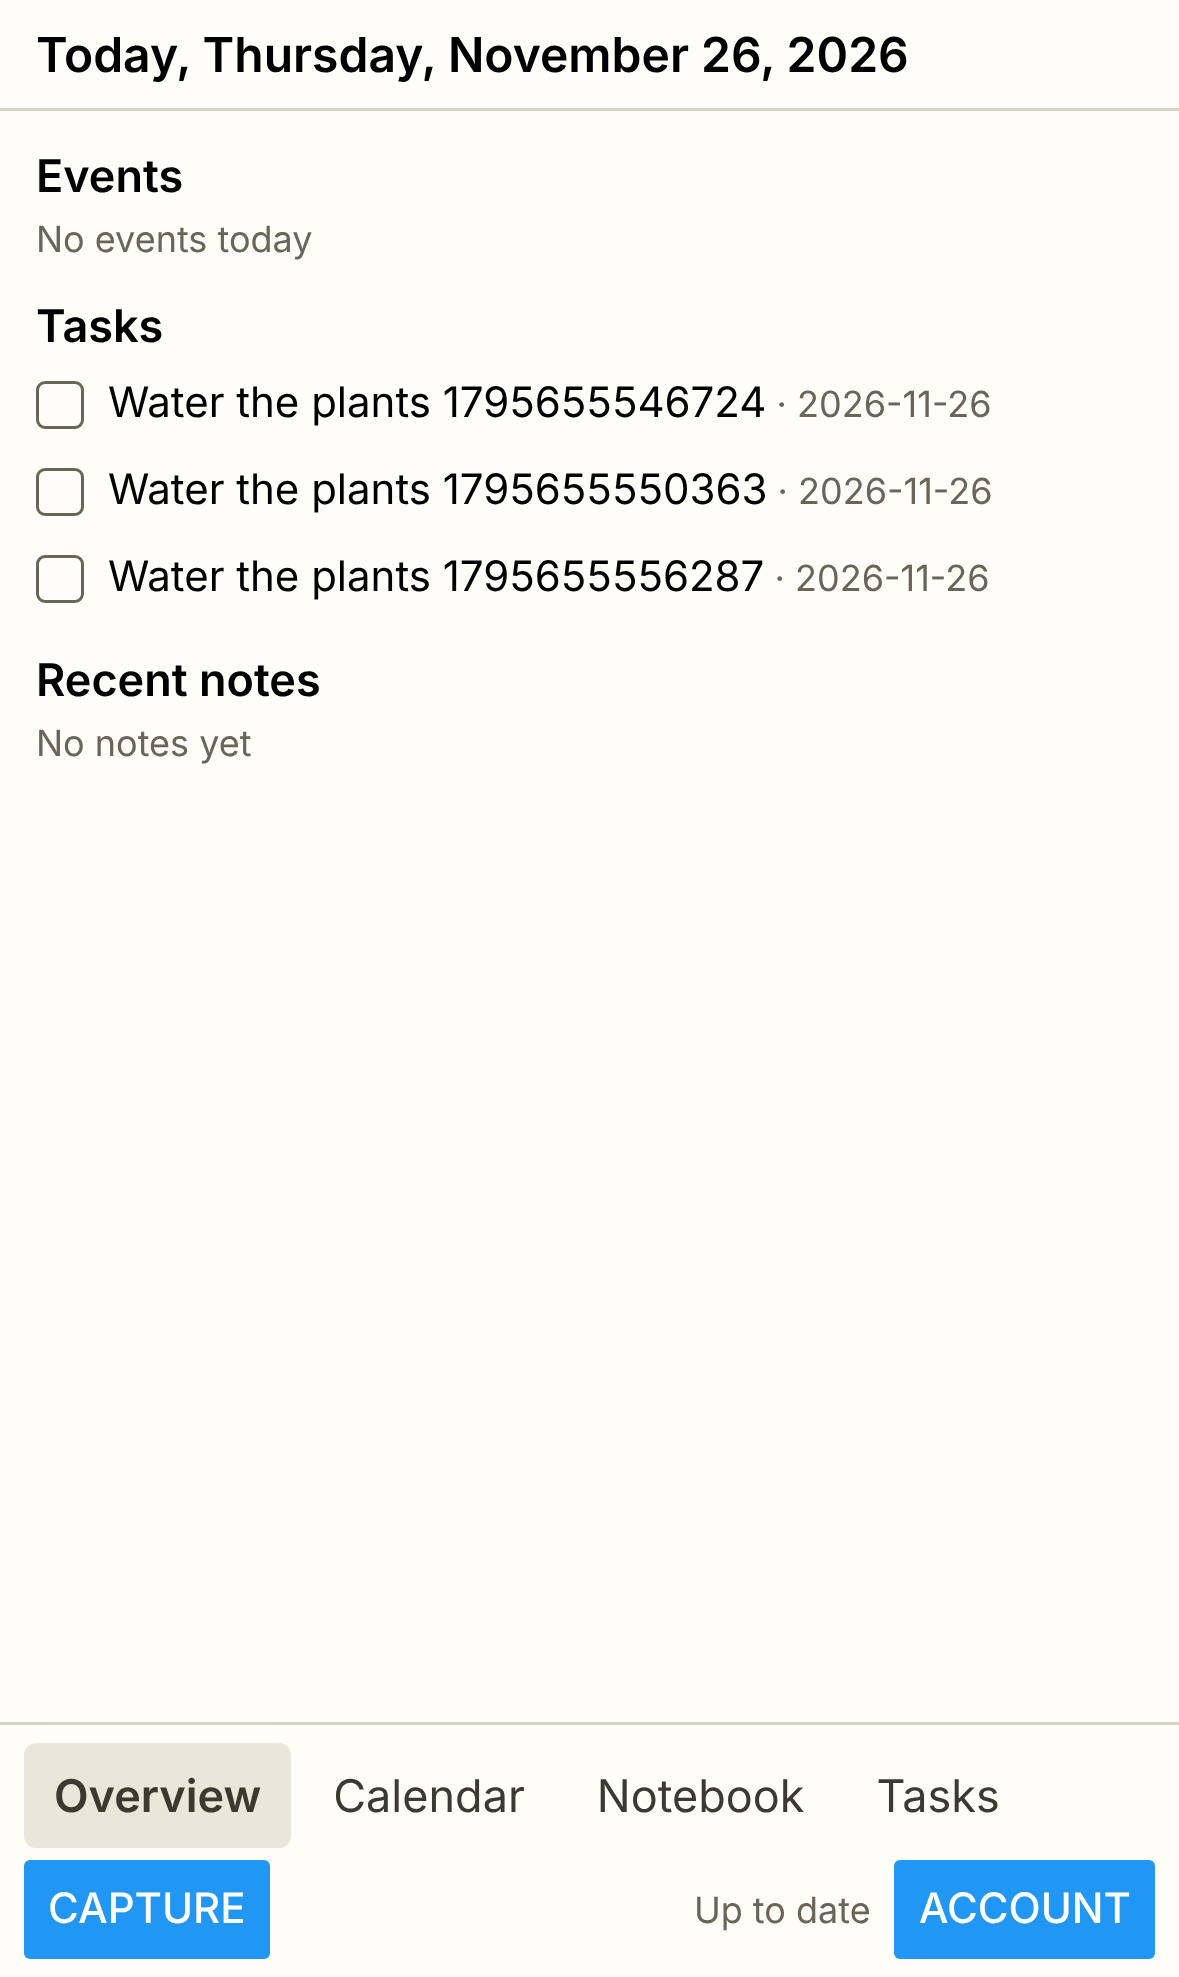 Today, Thursday, November 26, 2026
Events
No events today
Tasks
Water the plants 1795655546724 · 2026-11-26
Water the plants 1795655550363 · 2026-11-26
Water the plants 1795655556287 · 2026-11-26
Recent notes
No notes yet
Overview Calendar Notebook Tasks
CAPTURE Up to date ACCOUNT